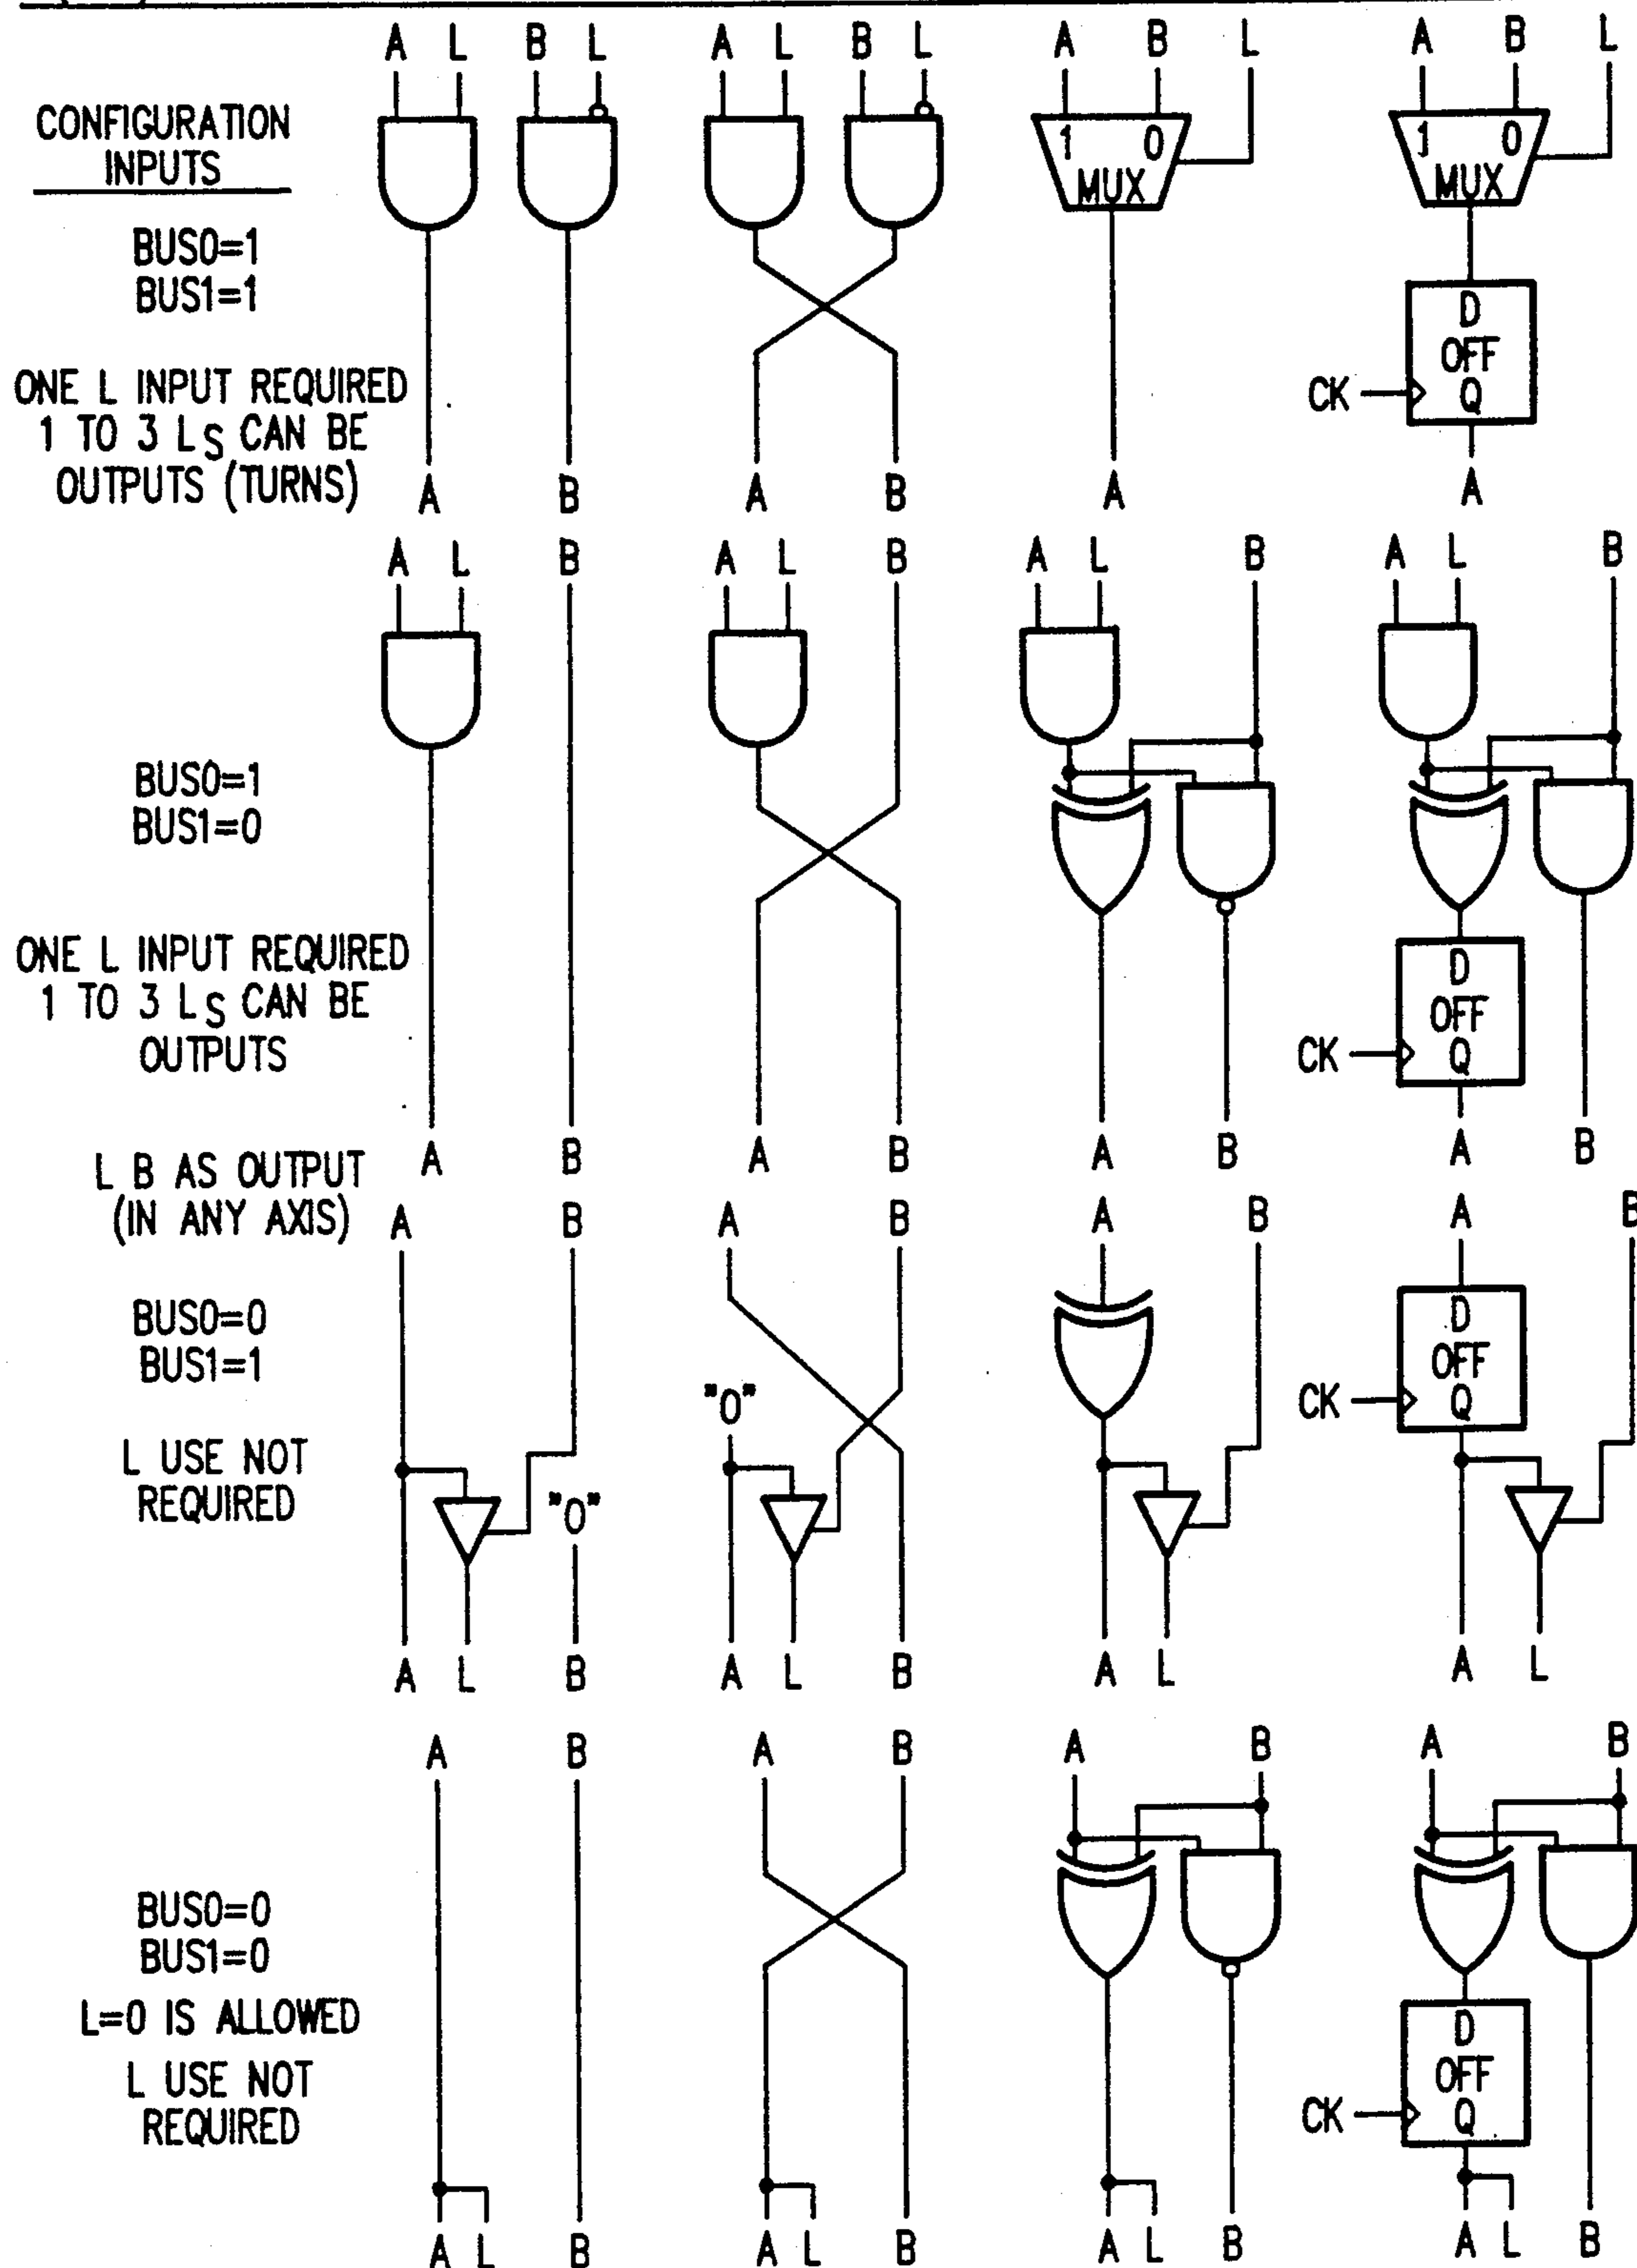 A L B L A L B L A B L A B L
CONFIGURATION
INPUTS
1 0 1 0
MUX MUX
BUS0=1
BUS1=1
D
OFF
CK Q
ONE L INPUT REQUIRED
1 TO 3 LS CAN BE
OUTPUTS (TURNS)
A B A B A A
A L B A L B A L B A L B
BUS0=1
BUS1=0
ONE L INPUT REQUIRED
1 TO 3 LS CAN BE
OUTPUTS
D
OFF
CK Q
L B AS OUTPUT
(IN ANY AXIS)
A B A B A B A B
A B A B A B A B
BUS0=0
BUS1=1
D
OFF
CK Q
"0"
L USE NOT
REQUIRED
"0"
A L B A L B A L A L
A B A B A B A B
BUS0=0
BUS1=0
L=0 IS ALLOWED
L USE NOT
REQUIRED
D
OFF
CK Q
A L B A L B A L B A L B